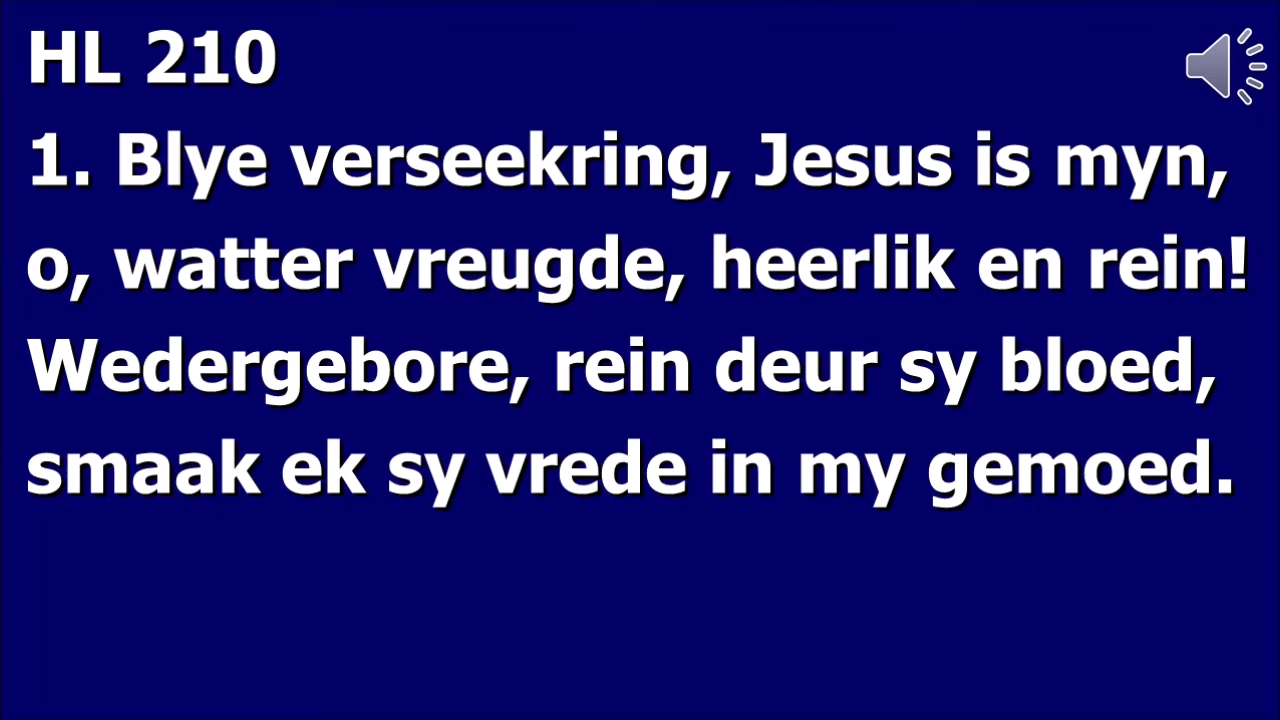 HL 210
1. Blye verseekring, Jesus is myn,
o, watter vreugde, heerlik en rein!
Wedergebore, rein deur sy bloed,
smaak ek sy vrede in my gemoed.